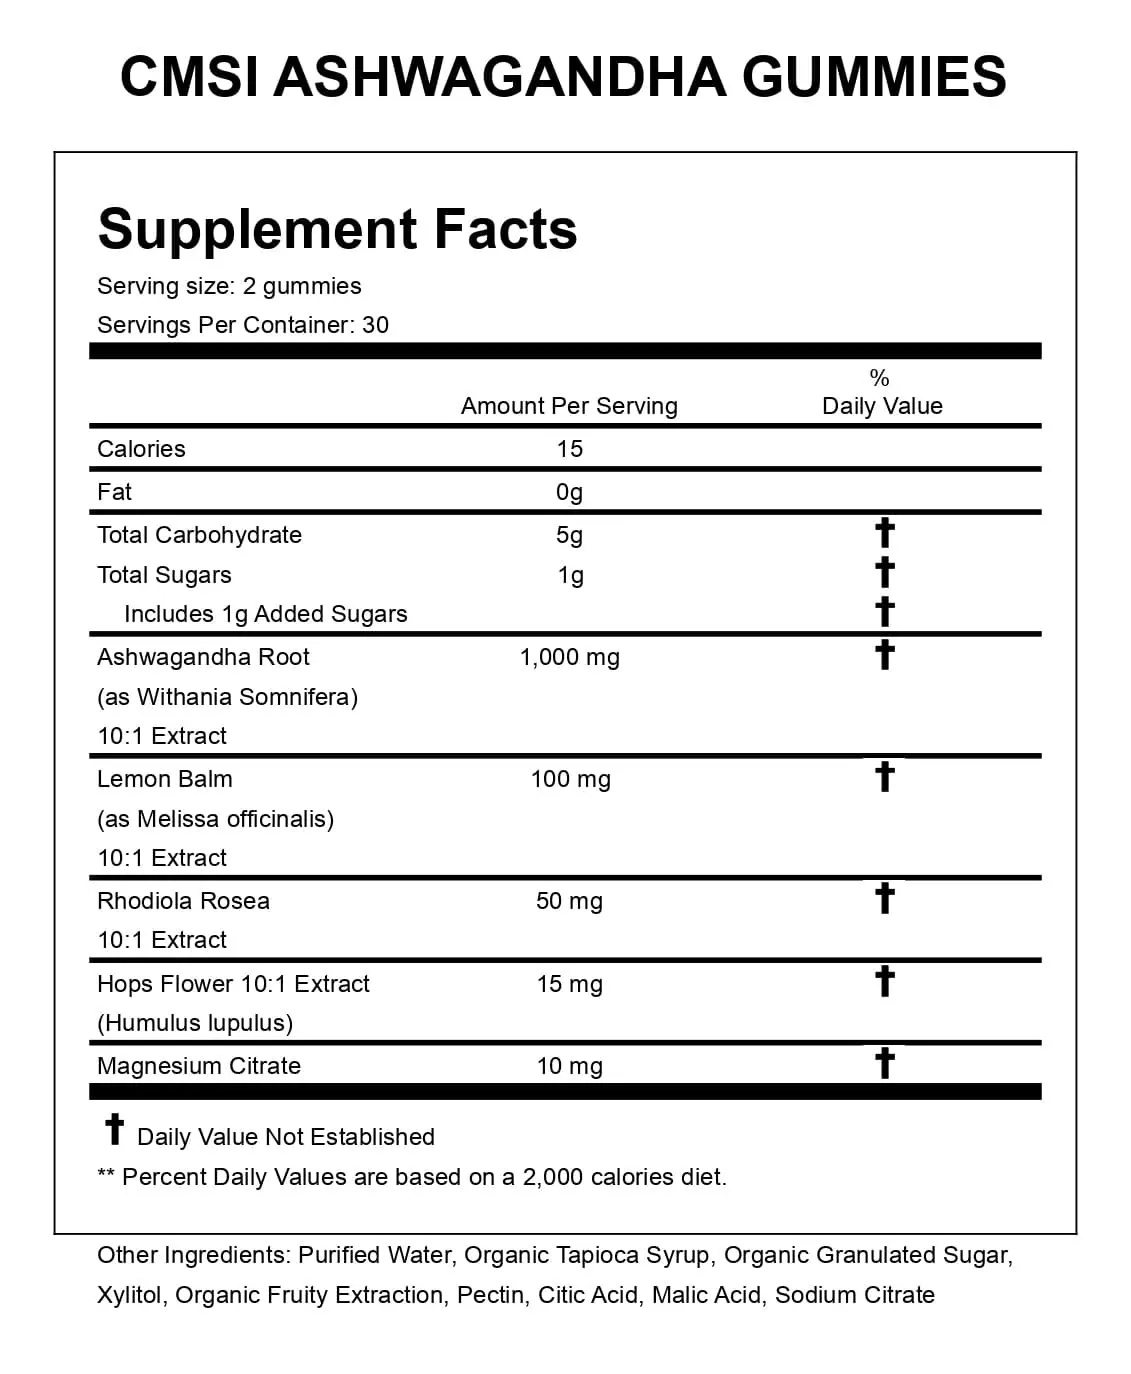 CMSI ASHWAGANDHA GUMMIES
Supplement Facts
Serving size: 2 gummies
Servings Per Container: 30
%
Amount Per Serving Daily Value
Calories 15
Fat 0g
Total Carbohydrate 5g †
Total Sugars 1g †
Includes 1g Added Sugars †
Ashwagandha Root 1,000 mg †
(as Withania Somnifera)
10:1 Extract
Lemon Balm 100 mg †
(as Melissa officinalis)
10:1 Extract
Rhodiola Rosea 50 mg †
10:1 Extract
Hops Flower 10:1 Extract 15 mg †
(Humulus lupulus)
Magnesium Citrate 10 mg †
† Daily Value Not Established
** Percent Daily Values are based on a 2,000 calories diet.
Other Ingredients: Purified Water, Organic Tapioca Syrup, Organic Granulated Sugar,
Xylitol, Organic Fruity Extraction, Pectin, Citic Acid, Malic Acid, Sodium Citrate